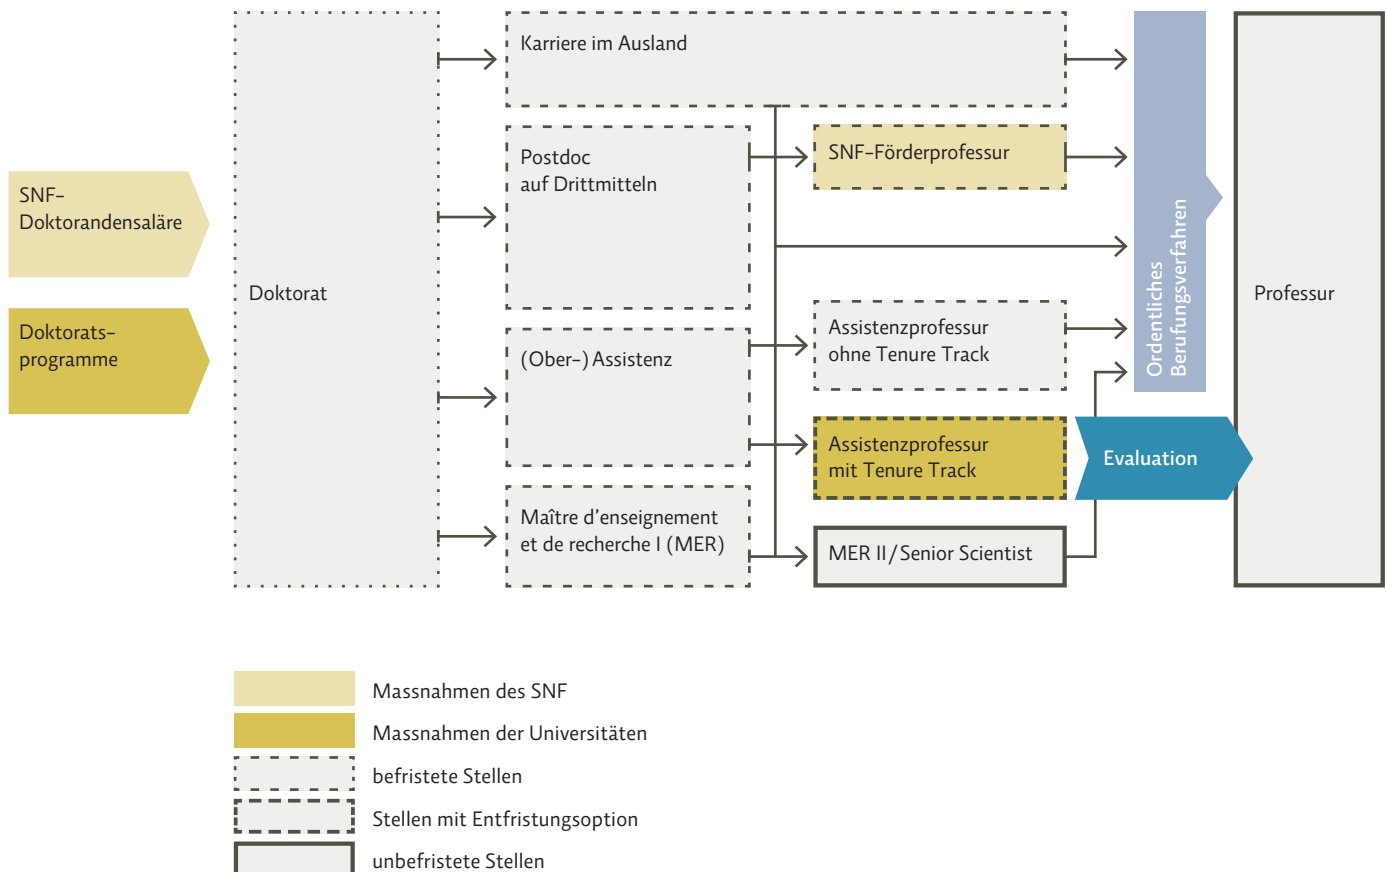 SNF–
Doktorandensaläre
Doktorats–
programme
Doktorat
Karriere im Ausland
Postdoc
auf Drittmitteln
(Ober–) Assistenz
Maître d'enseignement
et de recherche I (MER)
SNF–Förderprofessur
Assistenzprofessur
ohne Tenure Track
Assistenzprofessur
mit Tenure Track
MER II / Senior Scientist
Ordentliches
Berufungsverfahren
Evaluation
Professur
Massnahmen des SNF
Massnahmen der Universitäten
befristete Stellen
Stellen mit Entfristungsoption
unbefristete Stellen